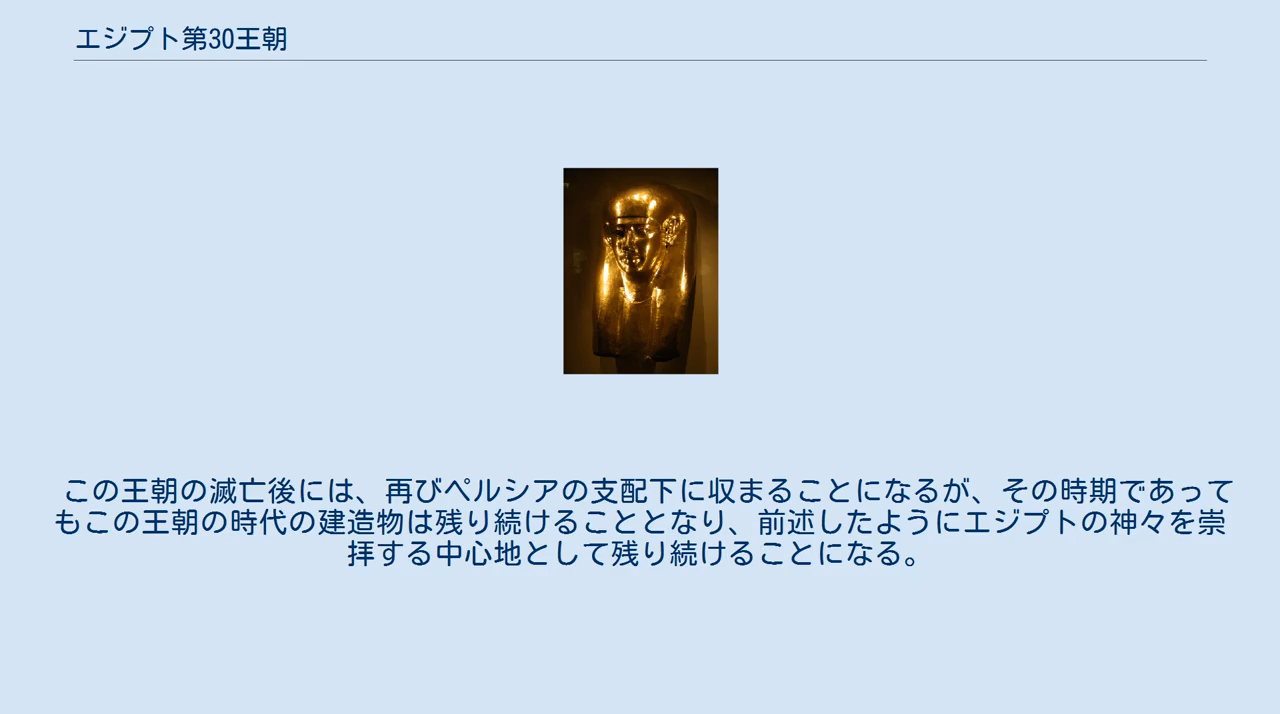 エジプト第30王朝
この王朝の滅亡後には、再びペルシアの支配下に収まることになるが、その時期であって
もこの王朝の時代の建造物は残り続けることとなり、前述したようにエジプトの神々を崇
拝する中心地として残り続けることになる。